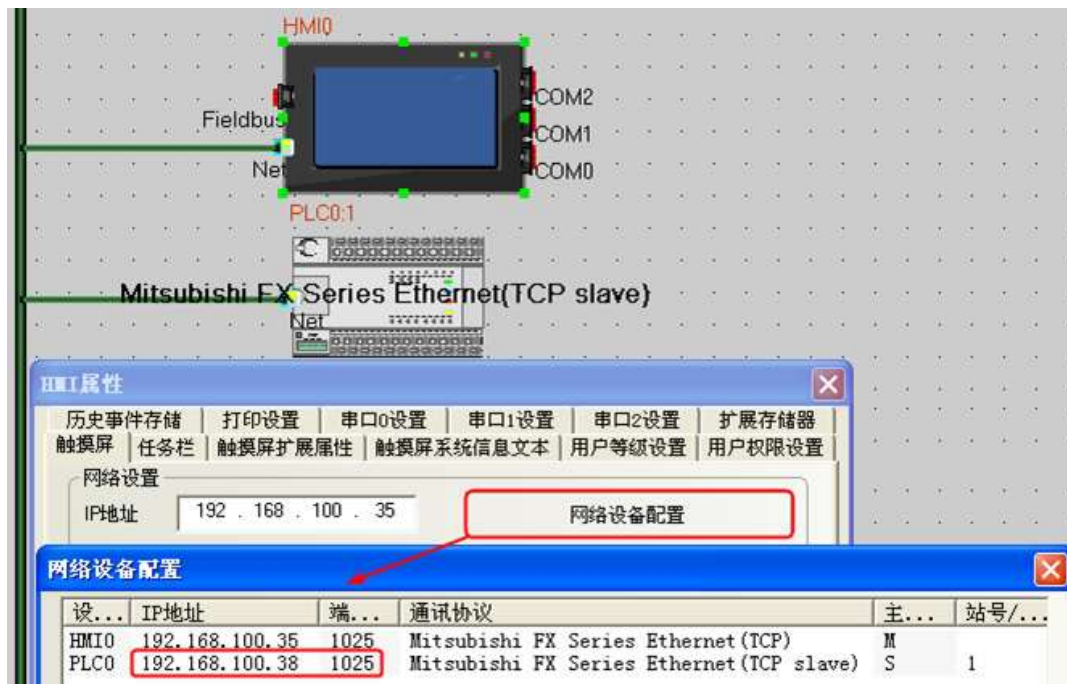 HMI0
COM2
Fieldbus
COM1
Net
COM0
PLC0:1
Mitsubishi FX Series Ethernet(TCP slave)
Net
HMI属性
历史事件存储 打印设置 串口0设置 串口1设置 串口2设置 扩展存储器
触摸屏 任务栏 触摸屏扩展属性 触摸屏系统信息文本 用户等级设置 用户权限设置
网络设置
IP地址 192 . 168 . 100 . 35 网络设备配置
网络设备配置
设... IP地址 端... 通讯协议 主... 站号/...
HMI0 192.168.100.35 1025 Mitsubishi FX Series Ethernet(TCP) M
PLC0 192.168.100.38 1025 Mitsubishi FX Series Ethernet(TCP slave) S 1